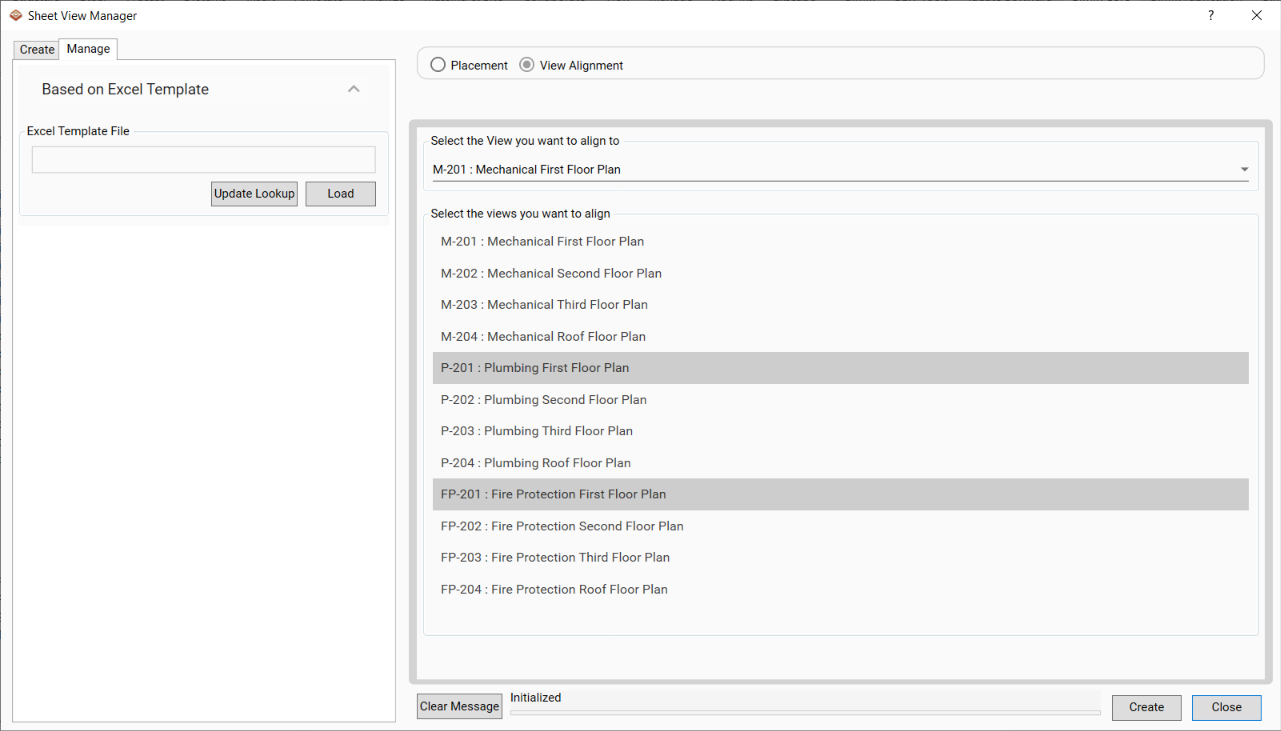 Sheet View Manager
?
Create
Manage
Based on Excel Template
Excel Template File
Update Lookup
Load
Placement
View Alignment
Select the View you want to align to
M-201 : Mechanical First Floor Plan
Select the views you want to align
M-201 : Mechanical First Floor Plan
M-202 : Mechanical Second Floor Plan
M-203 : Mechanical Third Floor Plan
M-204 : Mechanical Roof Floor Plan
P-201 : Plumbing First Floor Plan
P-202 : Plumbing Second Floor Plan
P-203 : Plumbing Third Floor Plan
P-204 : Plumbing Roof Floor Plan
FP-201 : Fire Protection First Floor Plan
FP-202 : Fire Protection Second Floor Plan
FP-203 : Fire Protection Third Floor Plan
FP-204 : Fire Protection Roof Floor Plan
Clear Message
Initialized
Create
Close